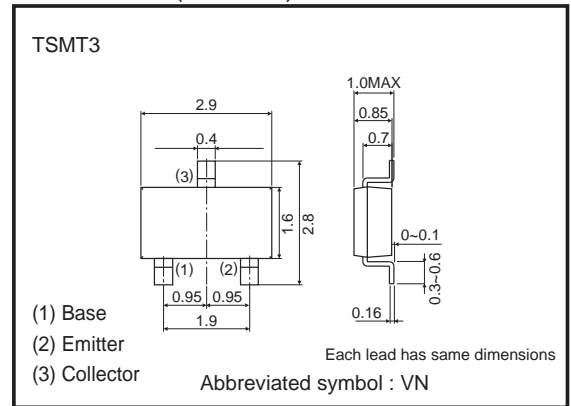 TSMT3
1.0MAX
2.9
0.85
0.4
0.7
(3)
1.6
2.8
0~0.1
(1) (2)
0.3~0.6
0.95 0.95
0.16
1.9
(1) Base
(2) Emitter
(3) Collector
Each lead has same dimensions
Abbreviated symbol : VN